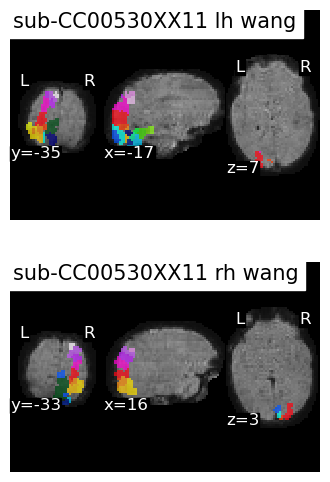 sub-CC00530XX11 lh wang
L R
L R
y=-35
x=-17
z=7
sub-CC00530XX11 rh wang
L R
L R
y=-33
x=16
z=3